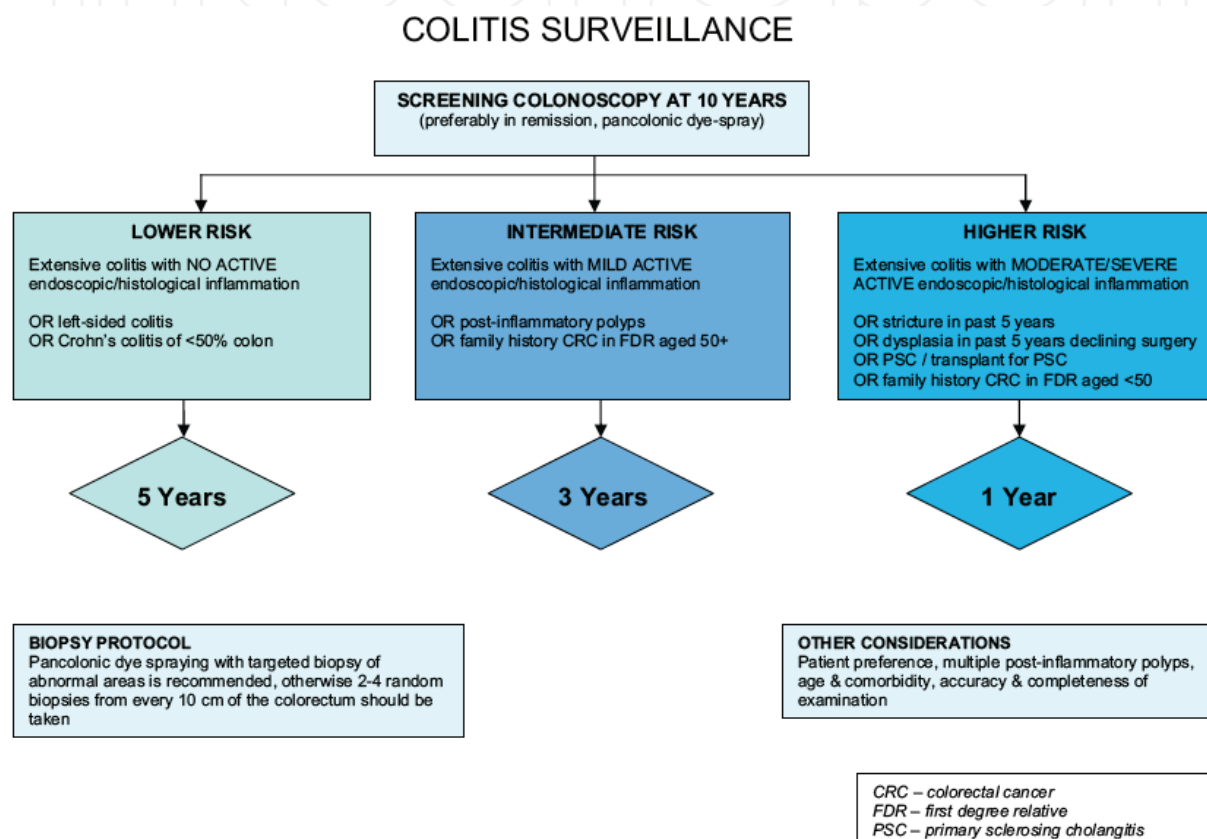 COLITIS SURVEILLANCE
SCREENING COLONOSCOPY AT 10 YEARS
(preferably in remission, pancolonic dye-spray)
LOWER RISK
Extensive colitis with NO ACTIVE
endoscopic/histological inflammation
OR left-sided colitis
OR Crohn's colitis of <50% colon
INTERMEDIATE RISK
Extensive colitis with MILD ACTIVE
endoscopic/histological inflammation
OR post-inflammatory polyps
OR family history CRC in FDR aged 50+
HIGHER RISK
Extensive colitis with MODERATE/SEVERE
ACTIVE endoscopic/histological inflammation
OR stricture in past 5 years
OR dysplasia in past 5 years declining surgery
OR PSC / transplant for PSC
OR family history CRC in FDR aged <50
5 Years
3 Years
1 Year
BIOPSY PROTOCOL
Pancolonic dye spraying with targeted biopsy of
abnormal areas is recommended, otherwise 2-4 random
biopsies from every 10 cm of the colorectum should be
taken
OTHER CONSIDERATIONS
Patient preference, multiple post-inflammatory polyps,
age & comorbidity, accuracy & completeness of
examination
CRC – colorectal cancer
FDR – first degree relative
PSC – primary sclerosing cholangitis